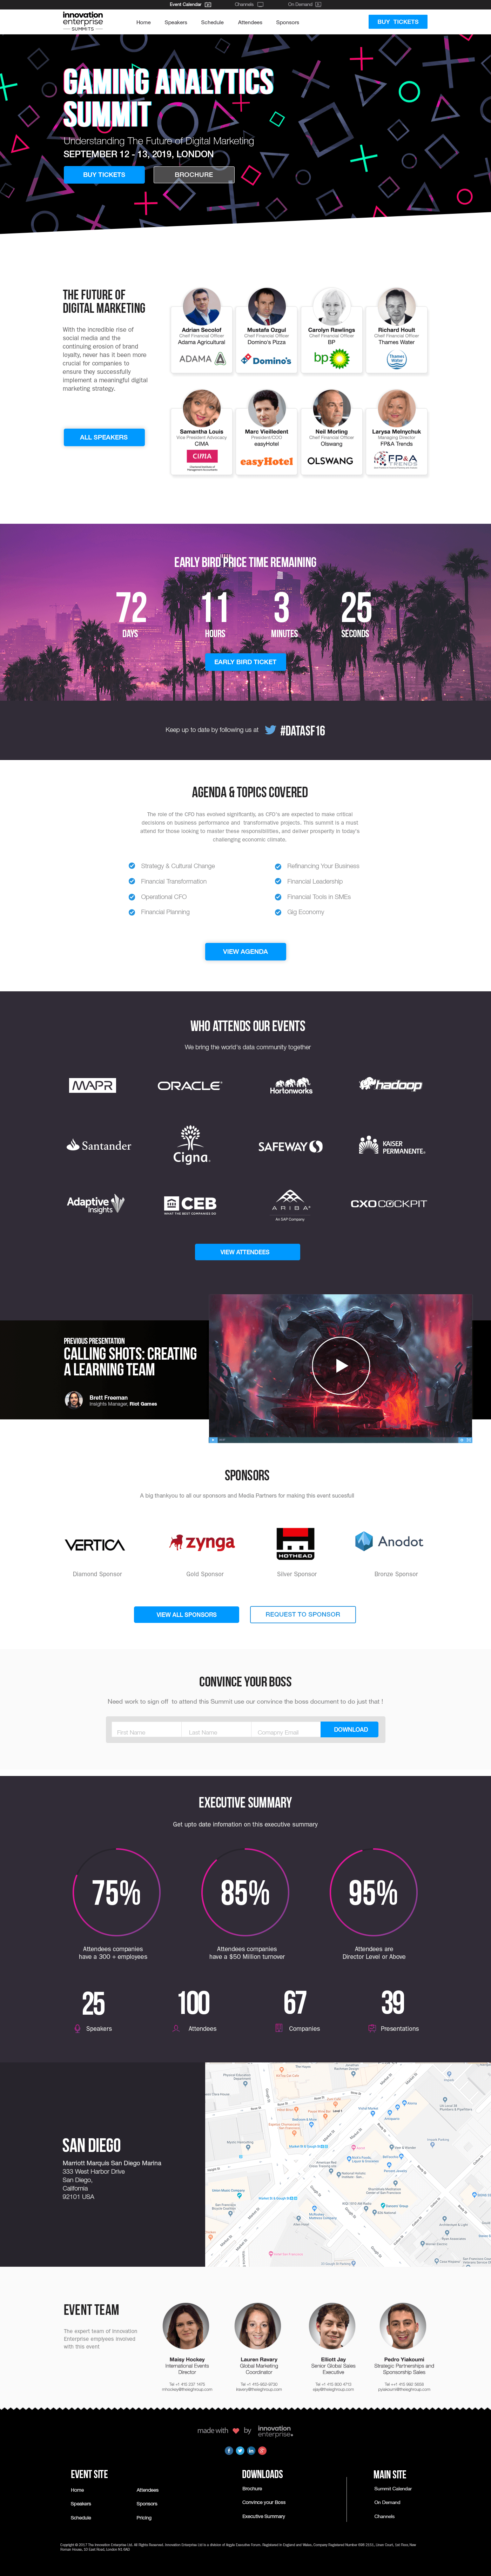 Event Calendar
Channels
On Demand
innovation
enterprise
SUMMITS
Home
Speakers
Schedule
Attendees
Sponsors
BUY TICKETS
GAMING ANALYTICS
SUMMIT
Understanding The Future of Digital Marketing
SEPTEMBER 12 - 13, 2019, LONDON
BUY TICKETS
BROCHURE
THE FUTURE OF
DIGITAL MARKETING
With the incredible rise of
social media and the
continuing erosion of brand
loyalty, never has it been more
crucial for companies to
ensure they successfully
implement a meaningful digital
marketing strategy.
ALL SPEAKERS
Adrian Secolof
Chief Financial Officer
Adama Agricultural
ADAMA
Mustafa Ozgul
Chief Financial Officer
Domino's Pizza
Domino's
Carolyn Rawlings
Chief Financial Officer
BP
bp
Richard Hoult
Chief Financial Officer
Thames Water
Thames
Water
Samantha Louis
Vice President Advocacy
CIMA
CIMA
Chartered Institute of
Management Accountants
Marc Vieilledent
President/COO
easyHotel
easyHotel
Neil Morling
Chief Financial Officer
Olswang
OLSWANG
Larysa Melnychuk
Managing Director
FP&A Trends
FP&A
TRENDS
EARLY BIRD PRICE TIME REMAINING
72
DAYS
11
HOURS
3
MINUTES
25
SECONDS
EARLY BIRD TICKET
Keep up to date by following us at
#DATASF16
AGENDA & TOPICS COVERED
The role of the CFO has evolved significantly, as CFO's are expected to make critical
decisions on business performance and transformative projects. This summit is a must
attend for those looking to master these responsibilities, and deliver prosperity in today's
challenging economic climate.
Strategy & Cultural Change
Refinancing Your Business
Financial Transformation
Financial Leadership
Operational CFO
Financial Tools in SMEs
Financial Planning
Gig Economy
VIEW AGENDA
WHO ATTENDS OUR EVENTS
We bring the world's data community together
MAPR
ORACLE
Hortonworks
hadoop
Santander
Cigna
SAFEWAY
KAISER
PERMANENTE
Adaptive
Insights
CEB
WHAT THE BEST COMPANIES DO
ARIBA
An SAP Company
CXO COCKPIT
VIEW ATTENDEES
PREVIOUS PRESENTATION
CALLING SHOTS: CREATING
A LEARNING TEAM
Brett Freeman
Insights Manager, Riot Games
SPONSORS
A big thankyou to all our sponsors and Media Partners for making this event sucesfull
VERTICA
zynga
HOTHEAD
Anodot
Diamond Sponsor
Gold Sponsor
Silver Sponsor
Bronze Sponsor
VIEW ALL SPONSORS
REQUEST TO SPONSOR
CONVINCE YOUR BOSS
Need work to sign off to attend this Summit use our convince the boss document to do just that !
First Name
Last Name
Comapny Email
DOWNLOAD
EXECUTIVE SUMMARY
Get upto date infomation on this executive summary
75%
85%
95%
Attendees companies
have a 300 + employees
Attendees companies
have a $50 Million turnover
Attendees are
Director Level or Above
25
Speakers
100
Attendees
67
Companies
39
Presentations
SAN DIEGO
Marriott Marquis San Diego Marina
333 West Harbor Drive
San Diego,
California
92101 USA
EVENT TEAM
The expert team of Innovation
Enterprise emplyees involved
with this event
Maisy Hockey
International Events
Director
Lauren Ravary
Global Marketing
Coordinator
Elliott Jay
Senior Global Sales
Executive
Pedro Yiakoumi
Strategic Partnerships and
Sponsorship Sales
made with
by
innovation
enterprise
EVENT SITE
Home
Attendees
Speakers
Sponsors
Schedule
Pricing
DOWNLOADS
Brochure
Convince your Boss
Executive Summary
MAIN SITE
Summit Calendar
On Demand
Channels